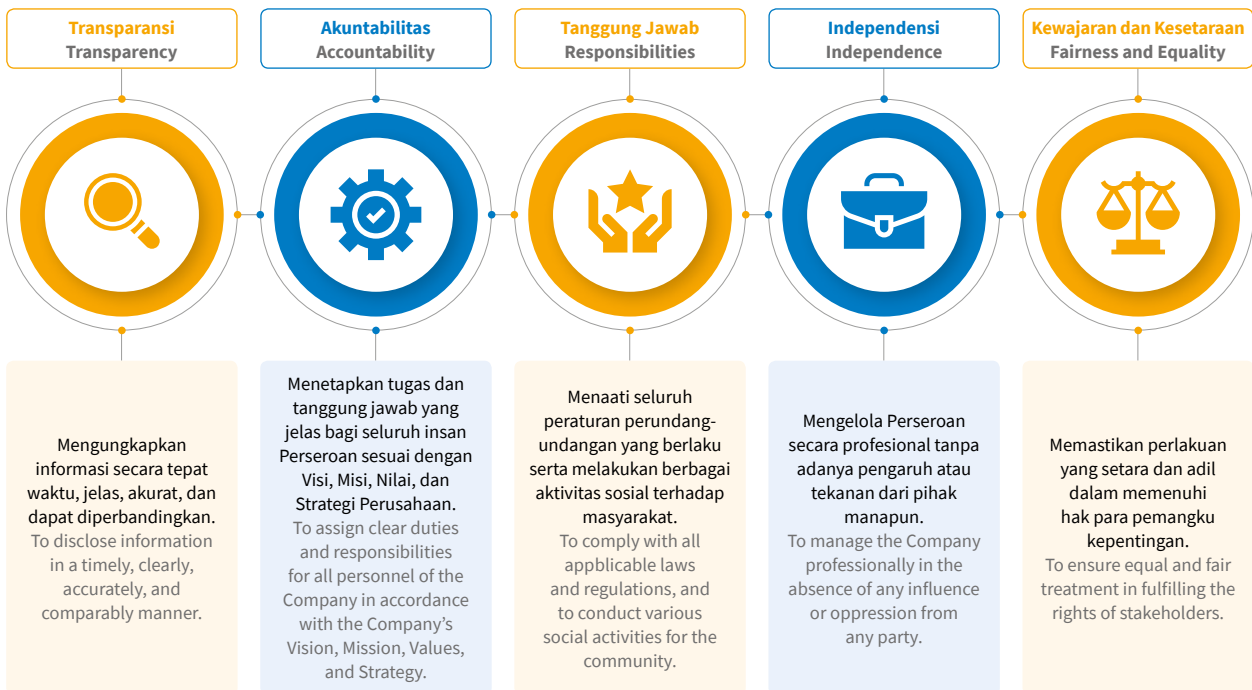 Transparansi
Transparency
Akuntabilitas
Accountability
Tanggung Jawab
Responsibilities
Independensi
Independence
Kewajaran dan Kesetaraan
Fairness and Equality
Mengungkapkan
informasi secara tepat
waktu, jelas, akurat, dan
dapat diperbandingkan.
To disclose information
in a timely, clearly,
accurately, and
comparably manner.
Menetapkan tugas dan
tanggung jawab yang
jelas bagi seluruh insan
Perseroan sesuai dengan
Visi, Misi, Nilai, dan
Strategi Perusahaan.
To assign clear duties
and responsibilities
for all personnel of the
Company in accordance
with the Company’s
Vision, Mission, Values,
and Strategy.
Menaati seluruh
peraturan perundang-
undangan yang berlaku
serta melakukan berbagai
aktivitas sosial terhadap
masyarakat.
To comply with all
appblicable laws
and regulations, and
to conduct various
social activities for the
community.
Mengelola Perseroan
secara profesional tanpa
adanya pengaruh atau
tekanan dari pihak
manapun.
To manage the Company
professionally in the
absence of any influence
or oppression from
any party.
Memastikan perlakuan
yang setara dan adil
dalam memenuhi
hak para pemangku
kepentingan.
To ensure equal and fair
treatment in fulfilling the
rights of stakeholders.